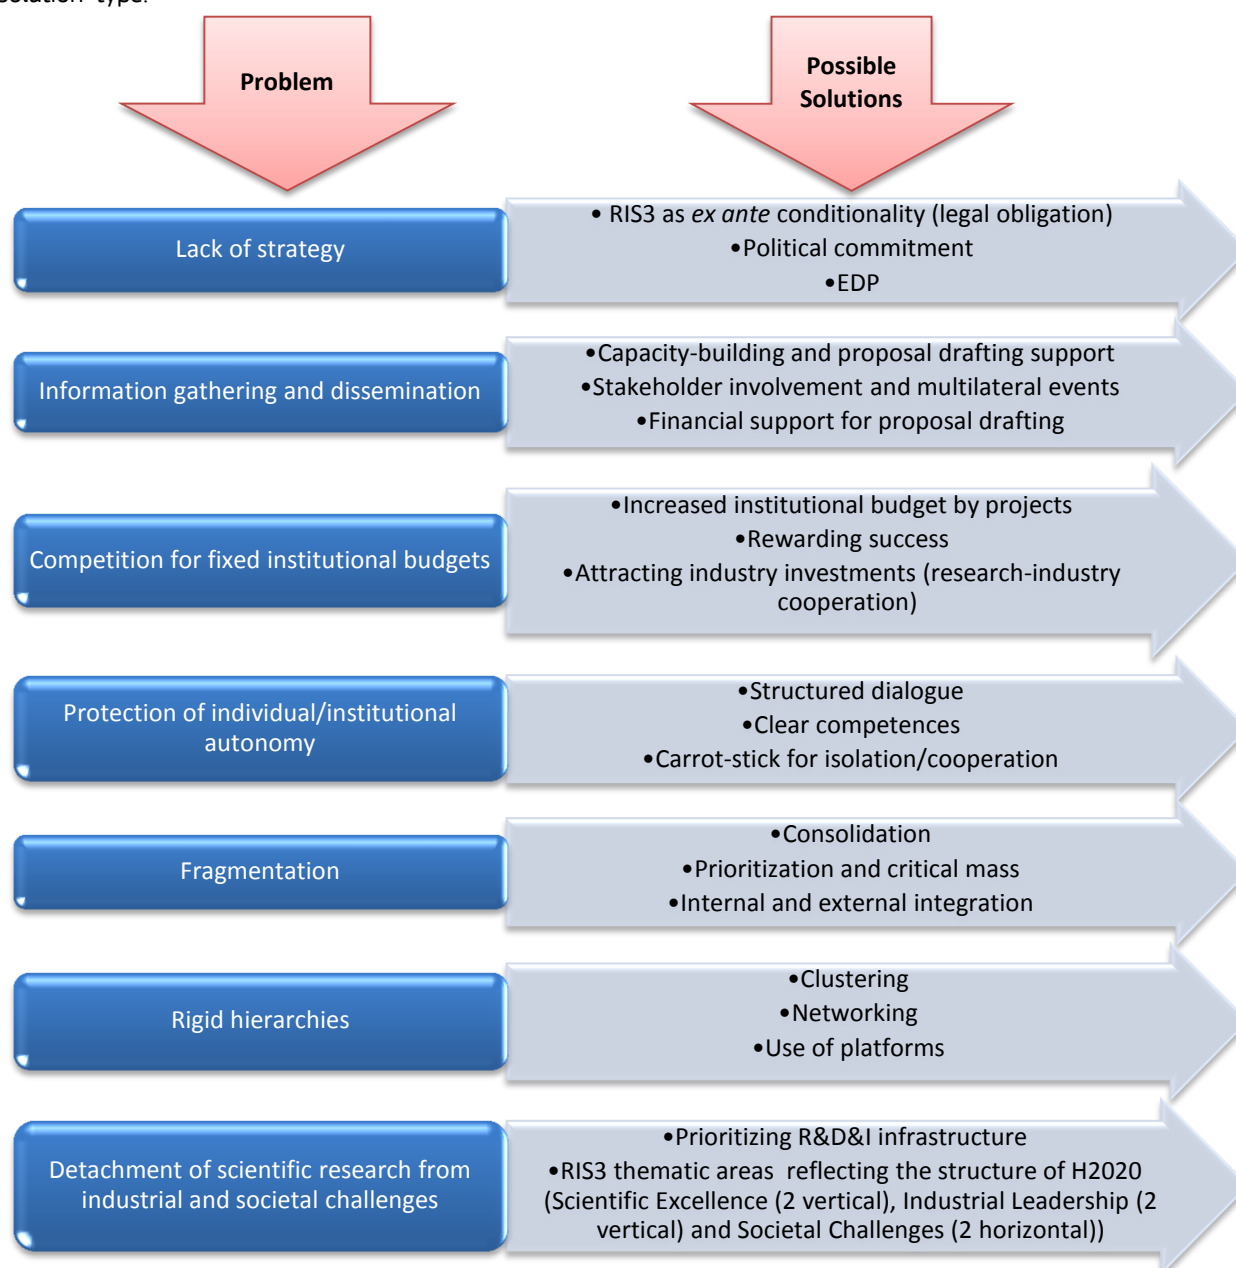 solution" type:
Problem
Possible
Solutions
Lack of strategy
• RIS3 as ex ante conditionality (legal obligation)
•Political commitment
•EDP
Information gathering and dissemination
•Capacity-building and proposal drafting support
•Stakeholder involvement and multilateral events
•Financial support for proposal drafting
Competition for fixed institutional budgets
•Increased institutional budget by projects
•Rewarding success
•Attracting industry investments (research-industry
cooperation)
Protection of individual/institutional
autonomy
•Structured dialogue
•Clear competences
•Carrot-stick for isolation/cooperation
Fragmentation
•Consolidation
•Prioritization and critical mass
•Internal and external integration
Rigid hierarchies
•Clustering
•Networking
•Use of platforms
Detachment of scientific research from
industrial and societal challenges
•Prioritizing R&D&I infrastructure
•RIS3 thematic areas reflecting the structure of H2020
(Scientific Excellence (2 vertical), Industrial Leadership (2
vertical) and Societal Challenges (2 horizontal))